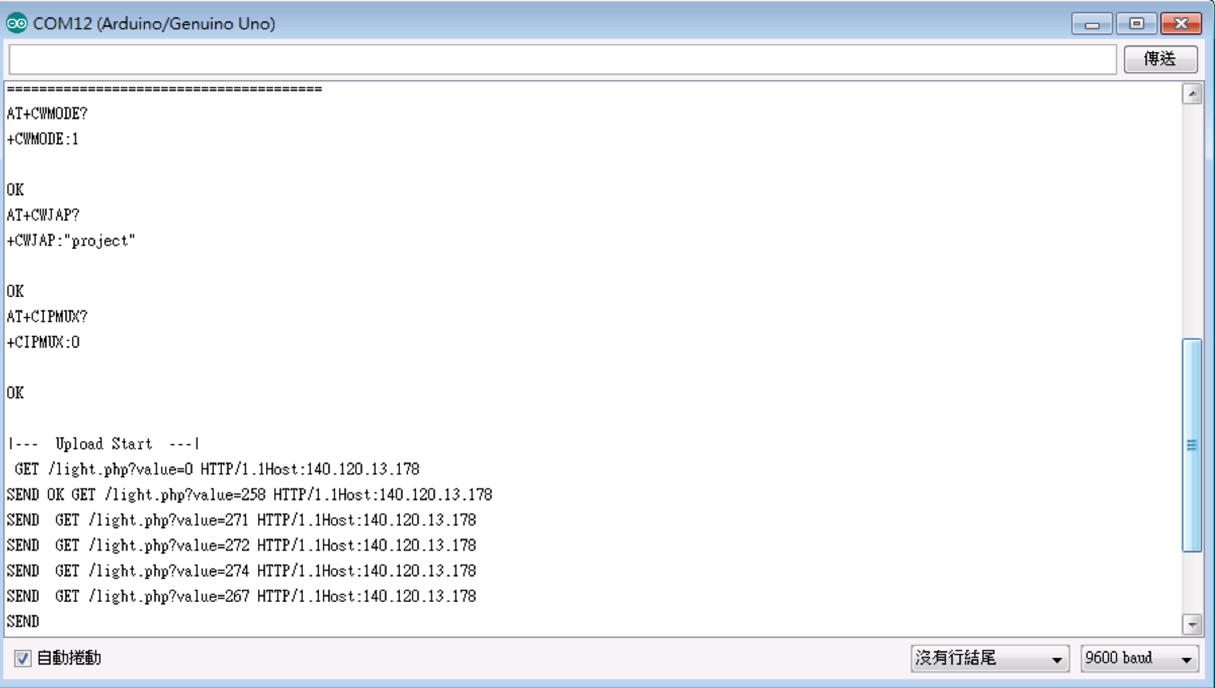 COM12 (Arduino/Genuino Uno)
傳送
=======================================
AT+CWMODE?
+CWMODE:1
OK
AT+CWJAP?
+CWJAP:"project"
OK
AT+CIPMUX?
+CIPMUX:0
OK
|---  Upload Start  ---|
GET /light.php?value=0 HTTP/1.1Host:140.120.13.178
SEND OK GET /light.php?value=258 HTTP/1.1Host:140.120.13.178
SEND  GET /light.php?value=271 HTTP/1.1Host:140.120.13.178
SEND  GET /light.php?value=272 HTTP/1.1Host:140.120.13.178
SEND  GET /light.php?value=274 HTTP/1.1Host:140.120.13.178
SEND  GET /light.php?value=267 HTTP/1.1Host:140.120.13.178
SEND
自動捲動
沒有行結尾
9600 baud